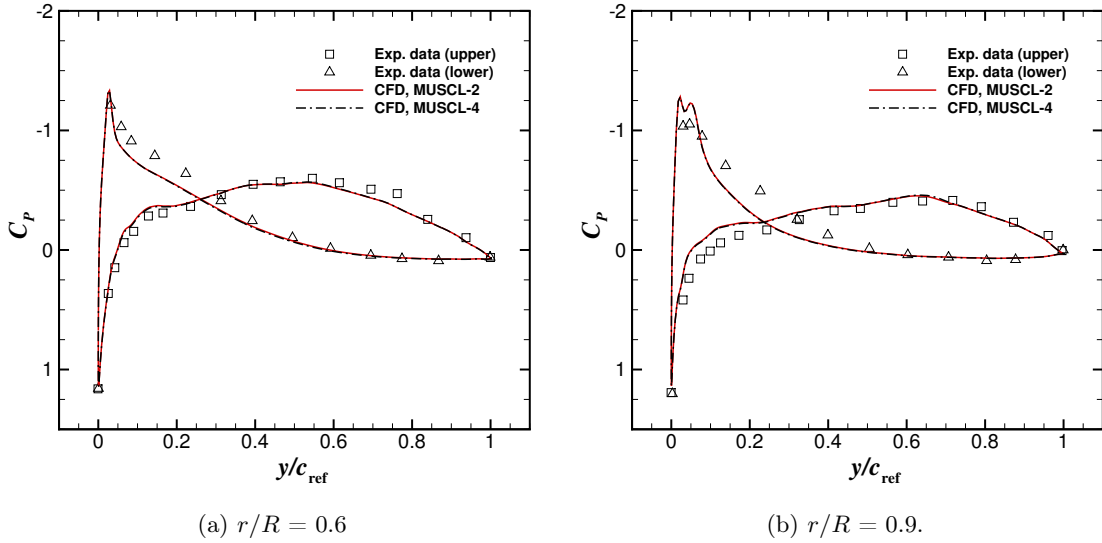 -2
-1
0
1
C_P
0
0.2
0.4
0.6
0.8
1
y/c_ref
Exp. data (upper)
Exp. data (lower)
CFD, MUSCL-2
CFD, MUSCL-4
(a) r/R = 0.6
-2
-1
0
1
C_P
0
0.2
0.4
0.6
0.8
1
y/c_ref
Exp. data (upper)
Exp. data (lower)
CFD, MUSCL-2
CFD, MUSCL-4
(b) r/R = 0.9.